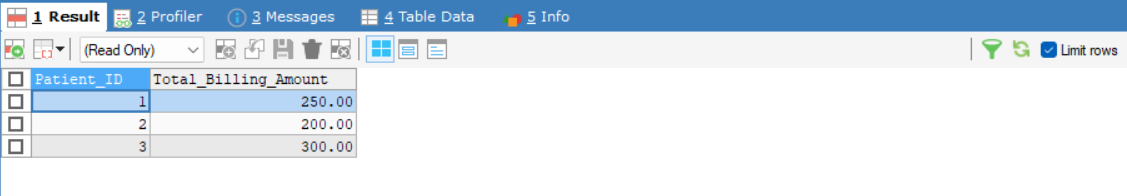 1 Result 2 Profiler 3 Messages 4 Table Data 5 Info
(Read Only) Limit rows
Patient_ID Total_Billing_Amount
1 250.00
2 200.00
3 300.00